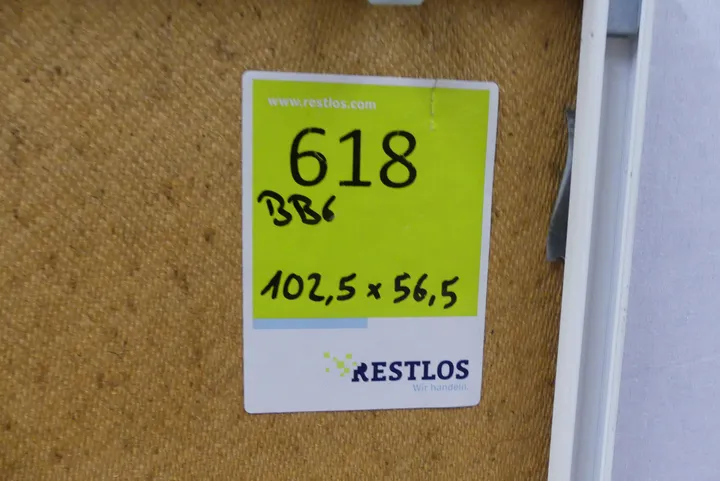 www.restlos.com
618
BB6
102,5 x 56,5
RESTLOS
Wir handeln.